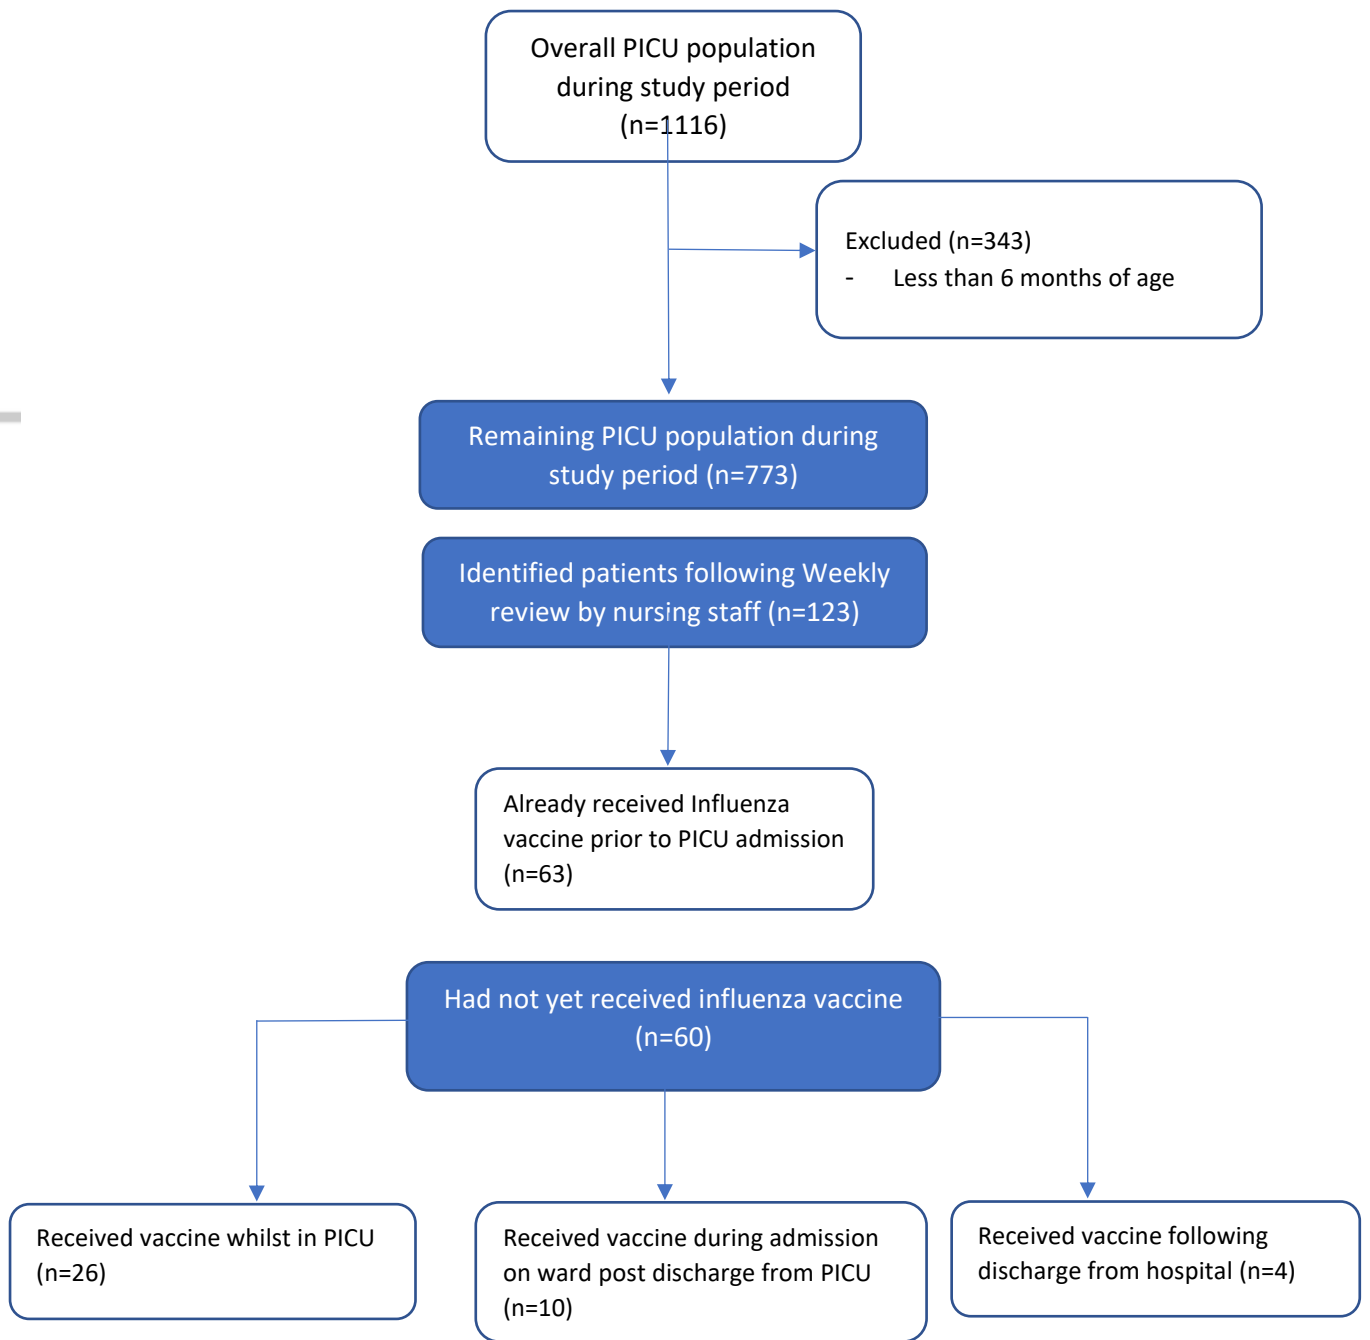 Overall PICU population
during study period
(n=1116)
Excluded (n=343)
- Less than 6 months of age
Remaining PICU population during
study period (n=773)
Identified patients following Weekly
review by nursing staff (n=123)
Already received Influenza
vaccine prior to PICU admission
(n=63)
Had not yet received influenza vaccine
(n=60)
Received vaccine whilst in PICU
(n=26)
Received vaccine during admission
on ward post discharge from PICU
(n=10)
Received vaccine following
discharge from hospital (n=4)